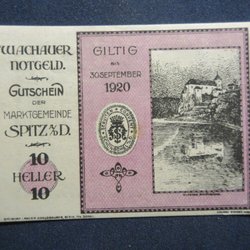 WACHAUER
NOTGELD.
GUTSCHEIN
DER
MARKTGEMEINDE
SPITZ a/D.
10
HELLER
10
GILTIG
BIS
30.SEPTEMBER
1920